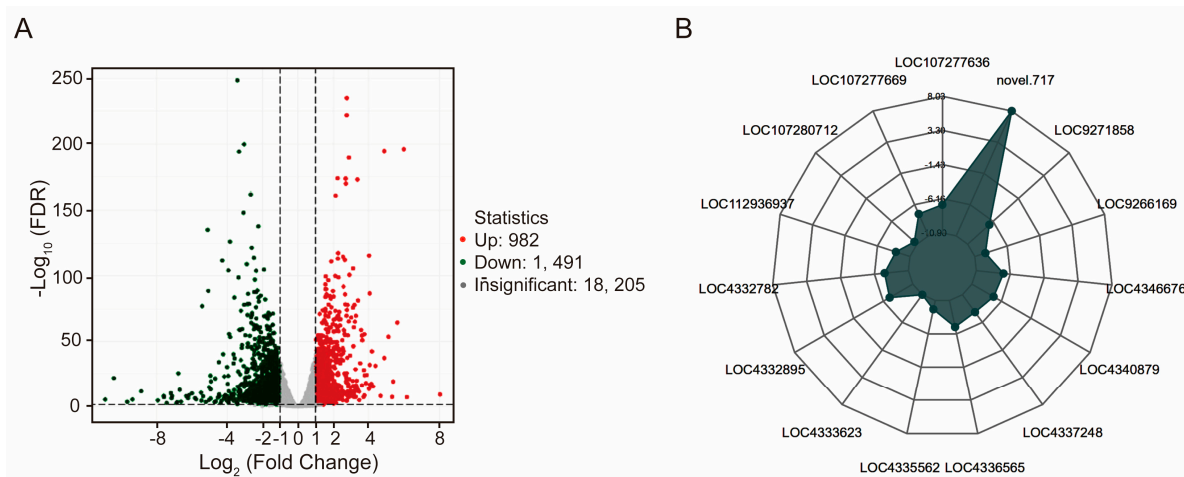 A
B
250
200
150
100
50
0
-Log10 (FDR)
-8
-4
-2
-1
0
1
2
4
8
Log2 (Fold Change)
Statistics
Up: 982
Down: 1, 491
Insignificant: 18, 205
LOC107277636
novel.717
LOC107277669
LOC107280712
LOC9271858
LOC112936937
LOC9266169
LOC4332782
LOC4346676
LOC4332895
LOC4340879
LOC4333623
LOC4337248
LOC4335562 LOC4336565
8.03
3.30
-1.43
-6.16
-10.90